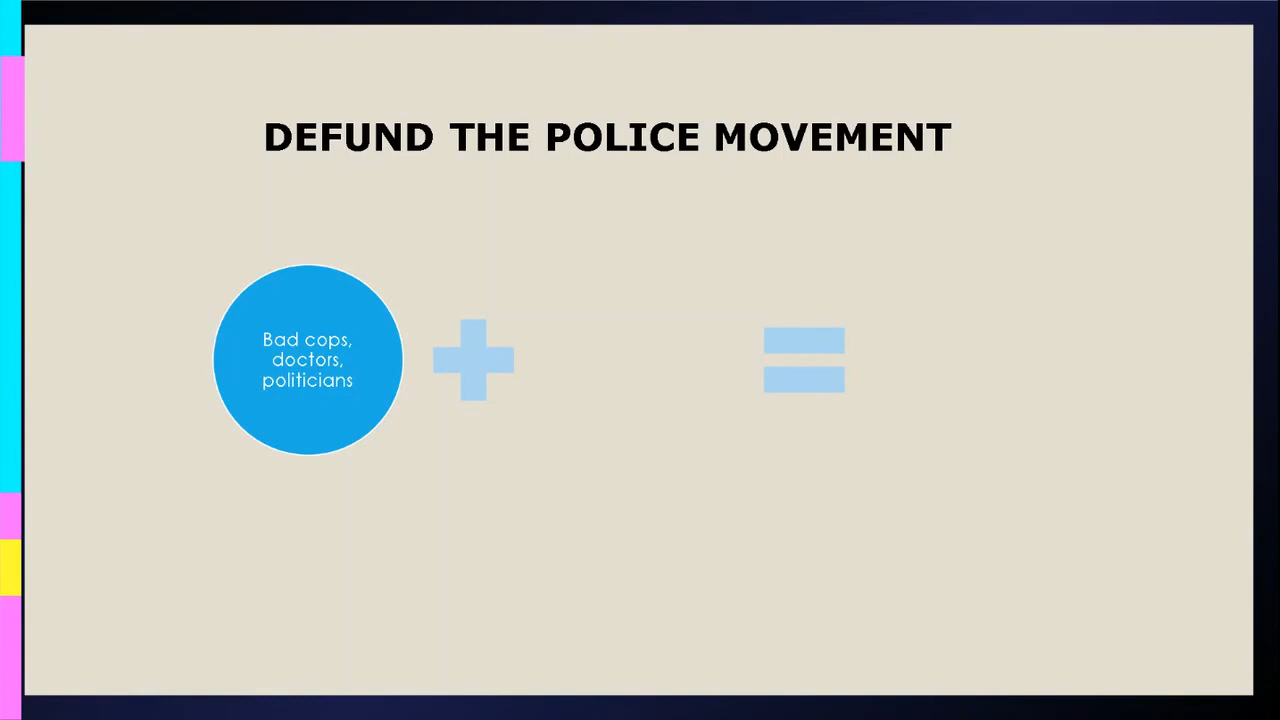 DEFUND THE POLICE MOVEMENT
Bad cops,
doctors,
politicians